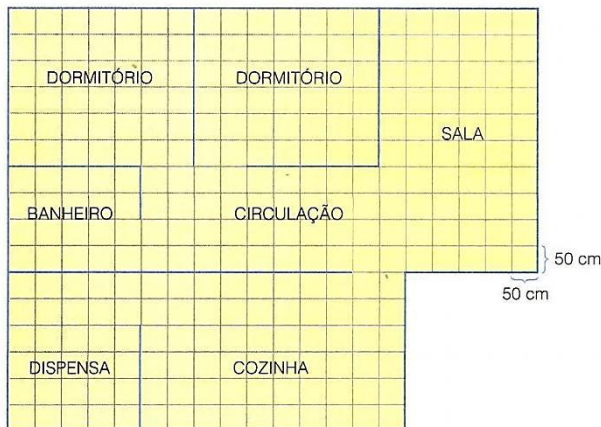 DORMITÓRIO DORMITÓRIO
SALA
BANHEIRO CIRCULAÇÃO
50 cm
50 cm
DISPENSA COZINHA